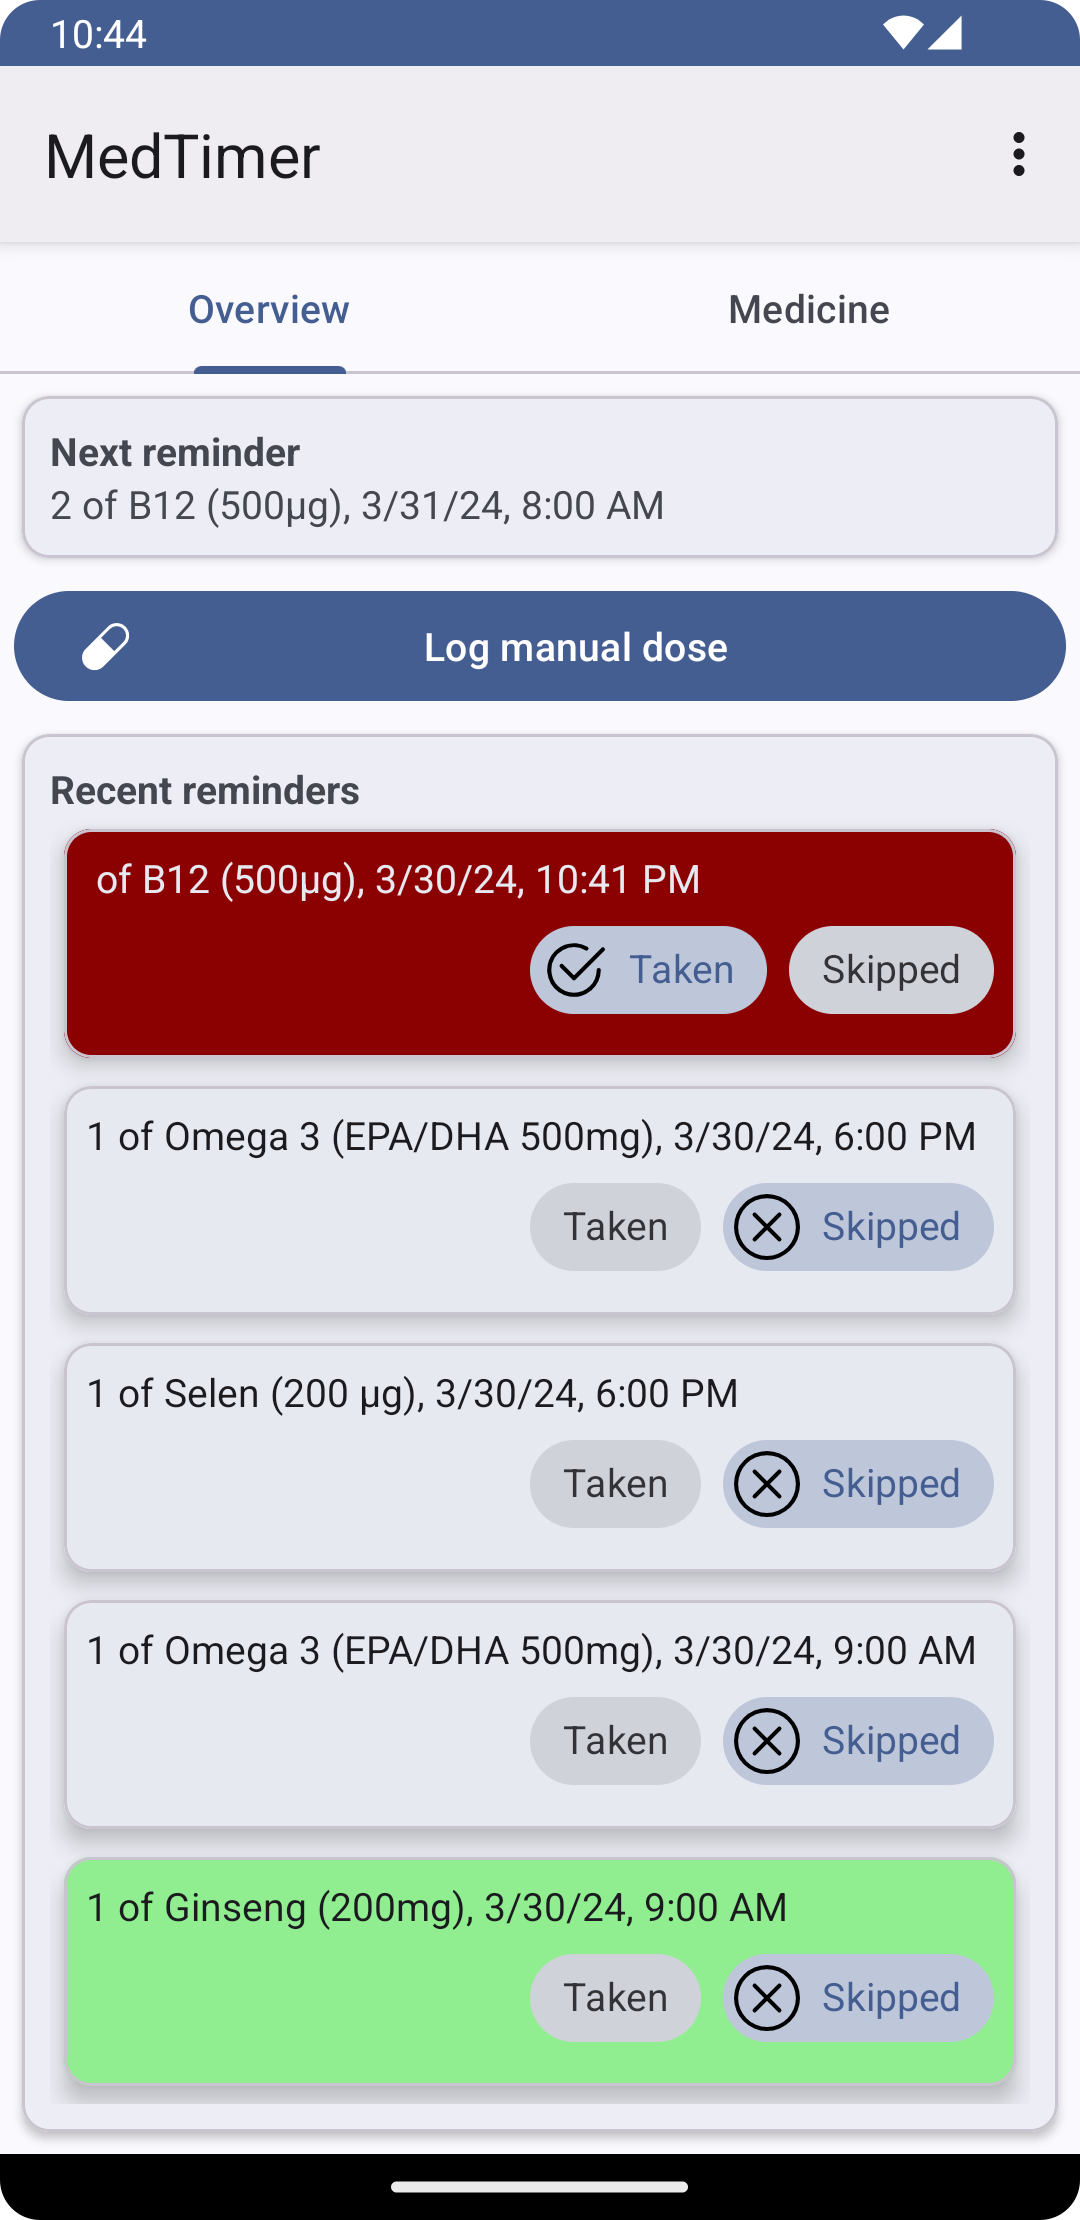 10:44
MedTimer
Overview
Medicine
Next reminder
2 of B12 (500µg), 3/31/24, 8:00 AM
Log manual dose
Recent reminders
of B12 (500µg), 3/30/24, 10:41 PM
Taken
Skipped
1 of Omega 3 (EPA/DHA 500mg), 3/30/24, 6:00 PM
Taken
Skipped
1 of Selen (200 µg), 3/30/24, 6:00 PM
Taken
Skipped
1 of Omega 3 (EPA/DHA 500mg), 3/30/24, 9:00 AM
Taken
Skipped
1 of Ginseng (200mg), 3/30/24, 9:00 AM
Taken
Skipped